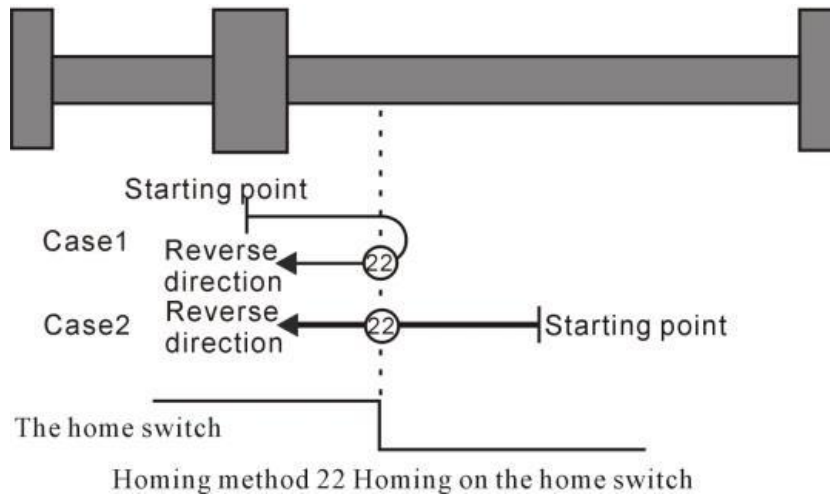 Starting point
Case1
Reverse
direction
22
Case2
Reverse
direction
22
Starting point
The home switch
Homing method 22 Homing on the home switch